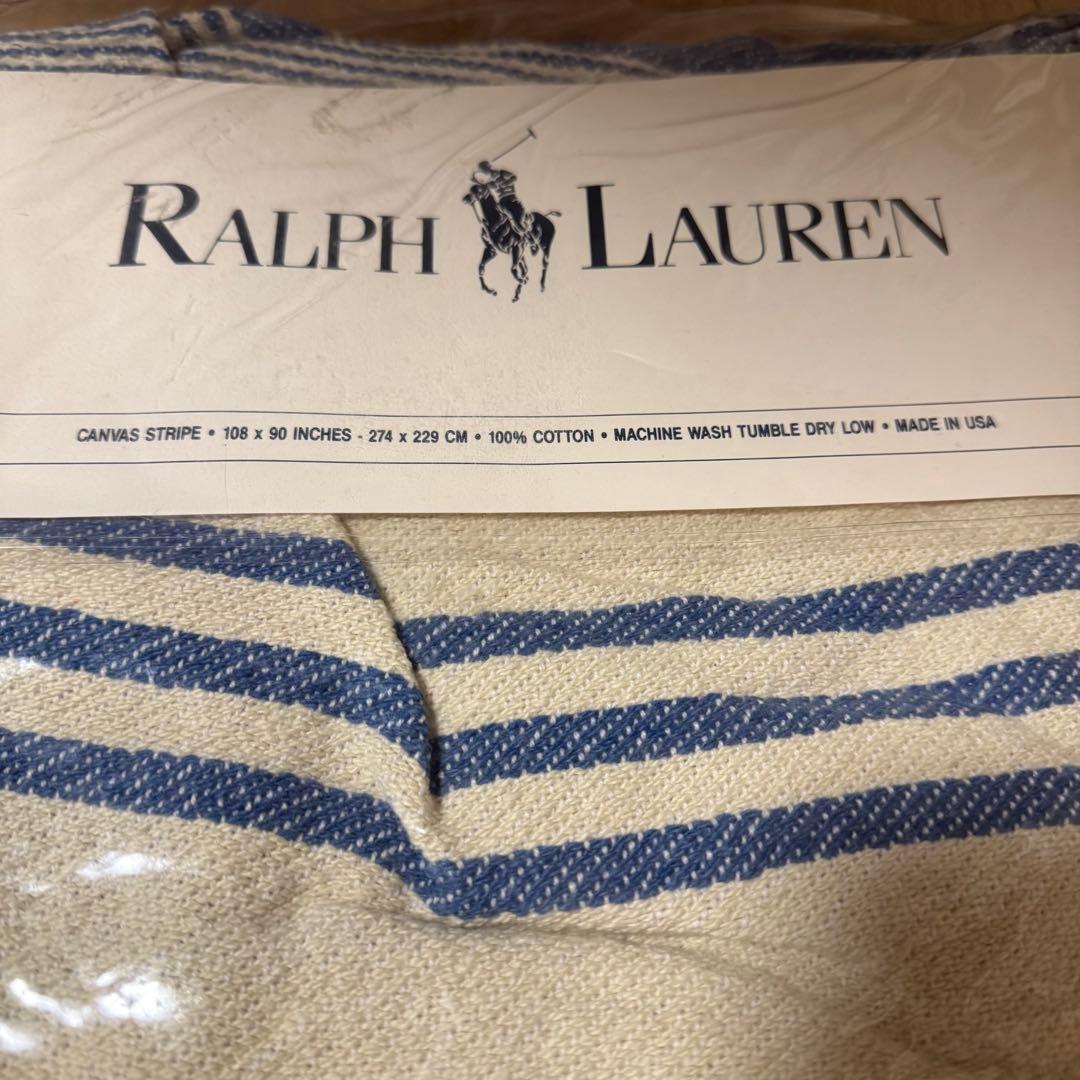 RALPH LAUREN
CANVAS STRIPE • 108 x 90 INCHES - 274 x 229 CM • 100% COTTON • MACHINE WASH TUMBLE DRY LOW • MADE IN USA